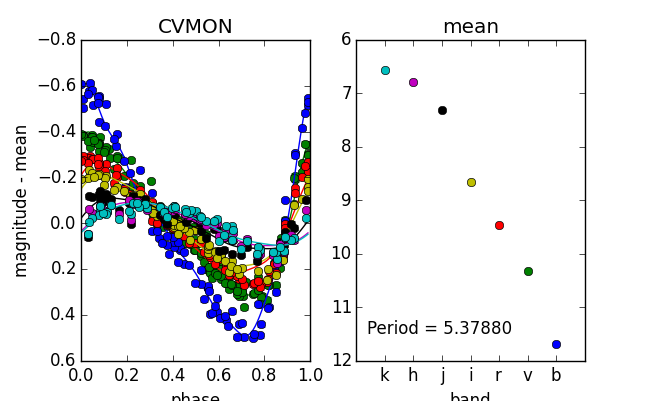 CVMON
mean
magnitude - mean
−0.8
−0.6
−0.4
−0.2
0.0
0.2
0.4
0.6
0.0 0.2 0.4 0.6 0.8 1.0
phase
6
7
8
9
10
11
12
Period = 5.37880
k h j i r v b
band